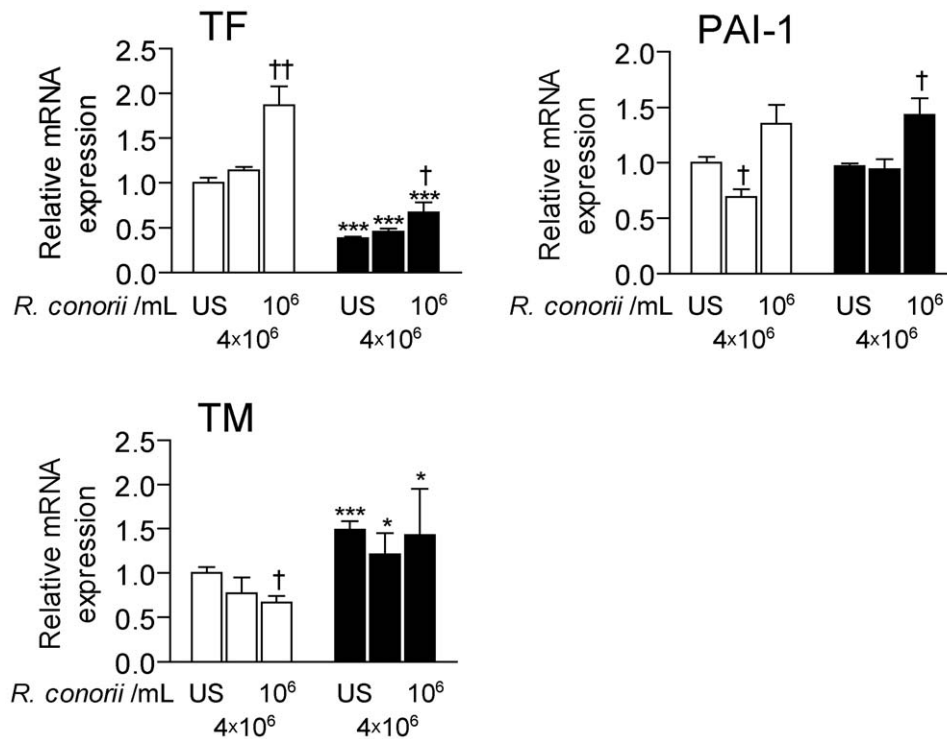 TF
Relative mRNA
expression
2.5
2.0
1.5
1.0
0.5
0.0
††
***
***
†
***
R. conorii /mL US 10⁶ US 10⁶
4×10⁶ 4×10⁶
PAI-1
Relative mRNA
expression
2.0
1.5
1.0
0.5
0.0
†
†
R. conorii /mL US 10⁶ US 10⁶
4×10⁶ 4×10⁶
TM
Relative mRNA
expression
2.5
2.0
1.5
1.0
0.5
0.0
†
***
*
*
R. conorii /mL US 10⁶ US 10⁶
4×10⁶ 4×10⁶